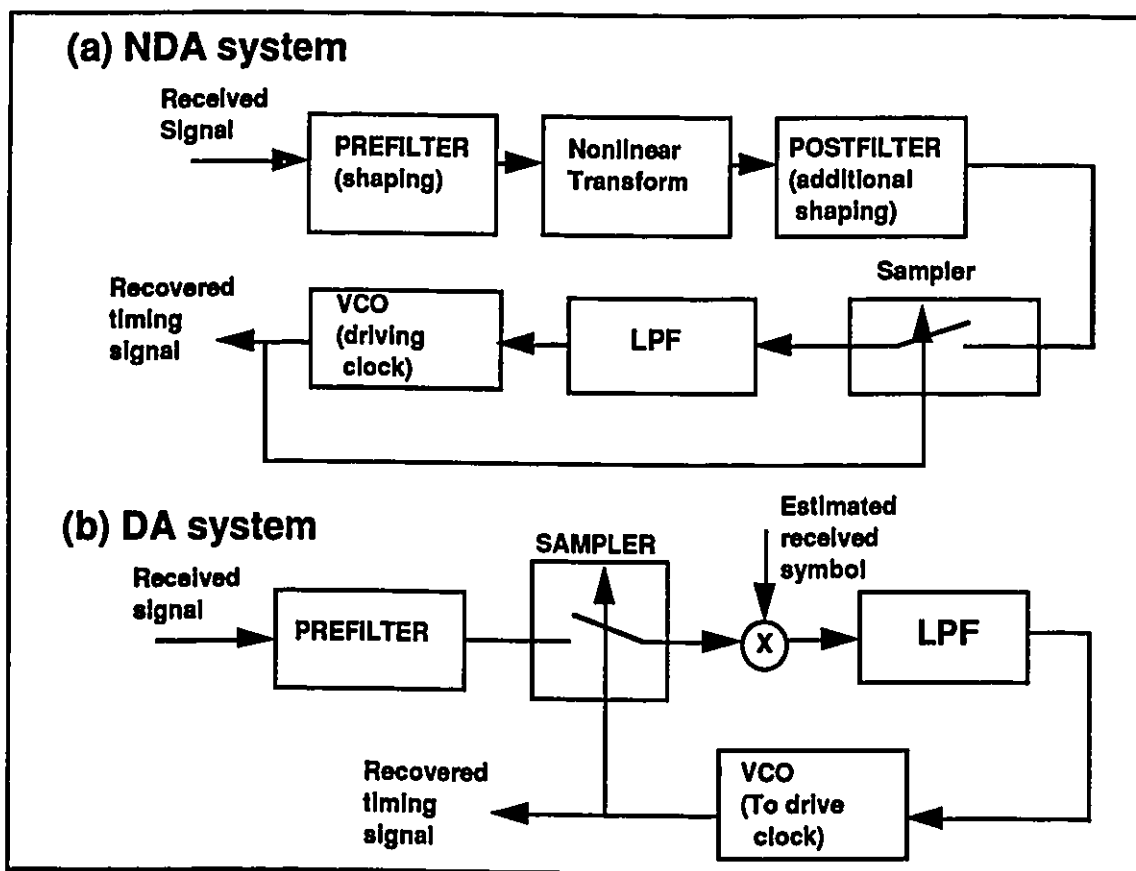 (a) NDA system
Received
Signal
PREFILTER
(shaping)
Nonlinear
Transform
POSTFILTER
(additional
shaping)
Sampler
Recovered
timing
signal
VCO
(driving
clock)
LPF
(b) DA system
Estimated
received
symbol
SAMPLER
Received
signal
PREFILTER
X
LPF
Recovered
timing
signal
VCO
(To drive
clock)